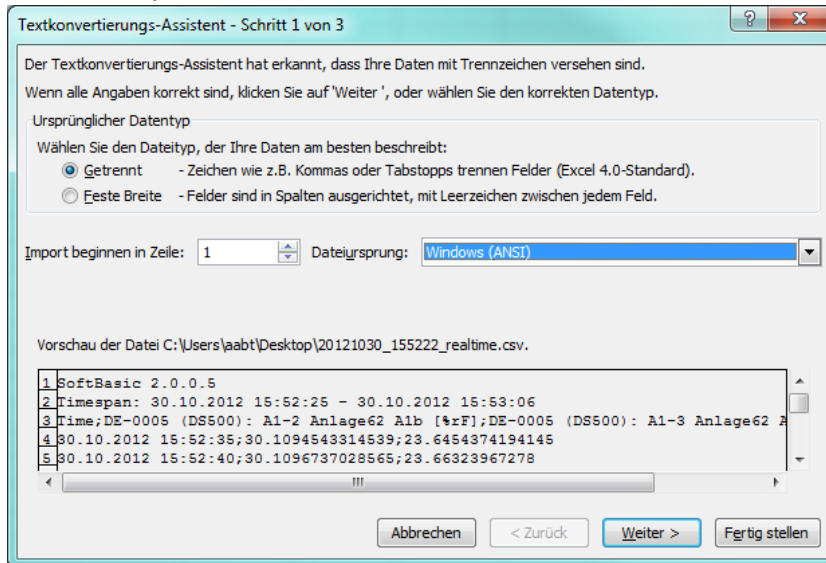 Textkonvertierungs-Assistent - Schritt 1 von 3
Der Textkonvertierungs-Assistent hat erkannt, dass Ihre Daten mit Trennzeichen versehen sind.
Wenn alle Angaben korrekt sind, klicken Sie auf 'Weiter ', oder wählen Sie den korrekten Datentyp.
Ursprünglicher Datentyp
Wählen Sie den Dateityp, der Ihre Daten am besten beschreibt:
Getrennt - Zeichen wie z.B. Kommas oder Tabstopps trennen Felder (Excel 4.0-Standard).
Feste Breite - Felder sind in Spalten ausgerichtet, mit Leerzeichen zwischen jedem Feld.
Import beginnen in Zeile: 1 Dateiursprung: Windows (ANSI)
Vorschau der Datei C:\Users\aabt\Desktop\20121030_155222_realtime.csv.
1 SoftBasic 2.0.0.5
2 Timespan: 30.10.2012 15:52:25 - 30.10.2012 15:53:06
3 Time;DE-0005 (DS500): A1-2 Anlage62 A1b [%rF];DE-0005 (DS500): A1-3 Anlage62 A
4 30.10.2012 15:52:35;30.1094543314539;23.6454374194145
5 30.10.2012 15:52:40;30.1096737028565;23.66323967278
Abbrechen < Zurück Weiter > Fertig stellen